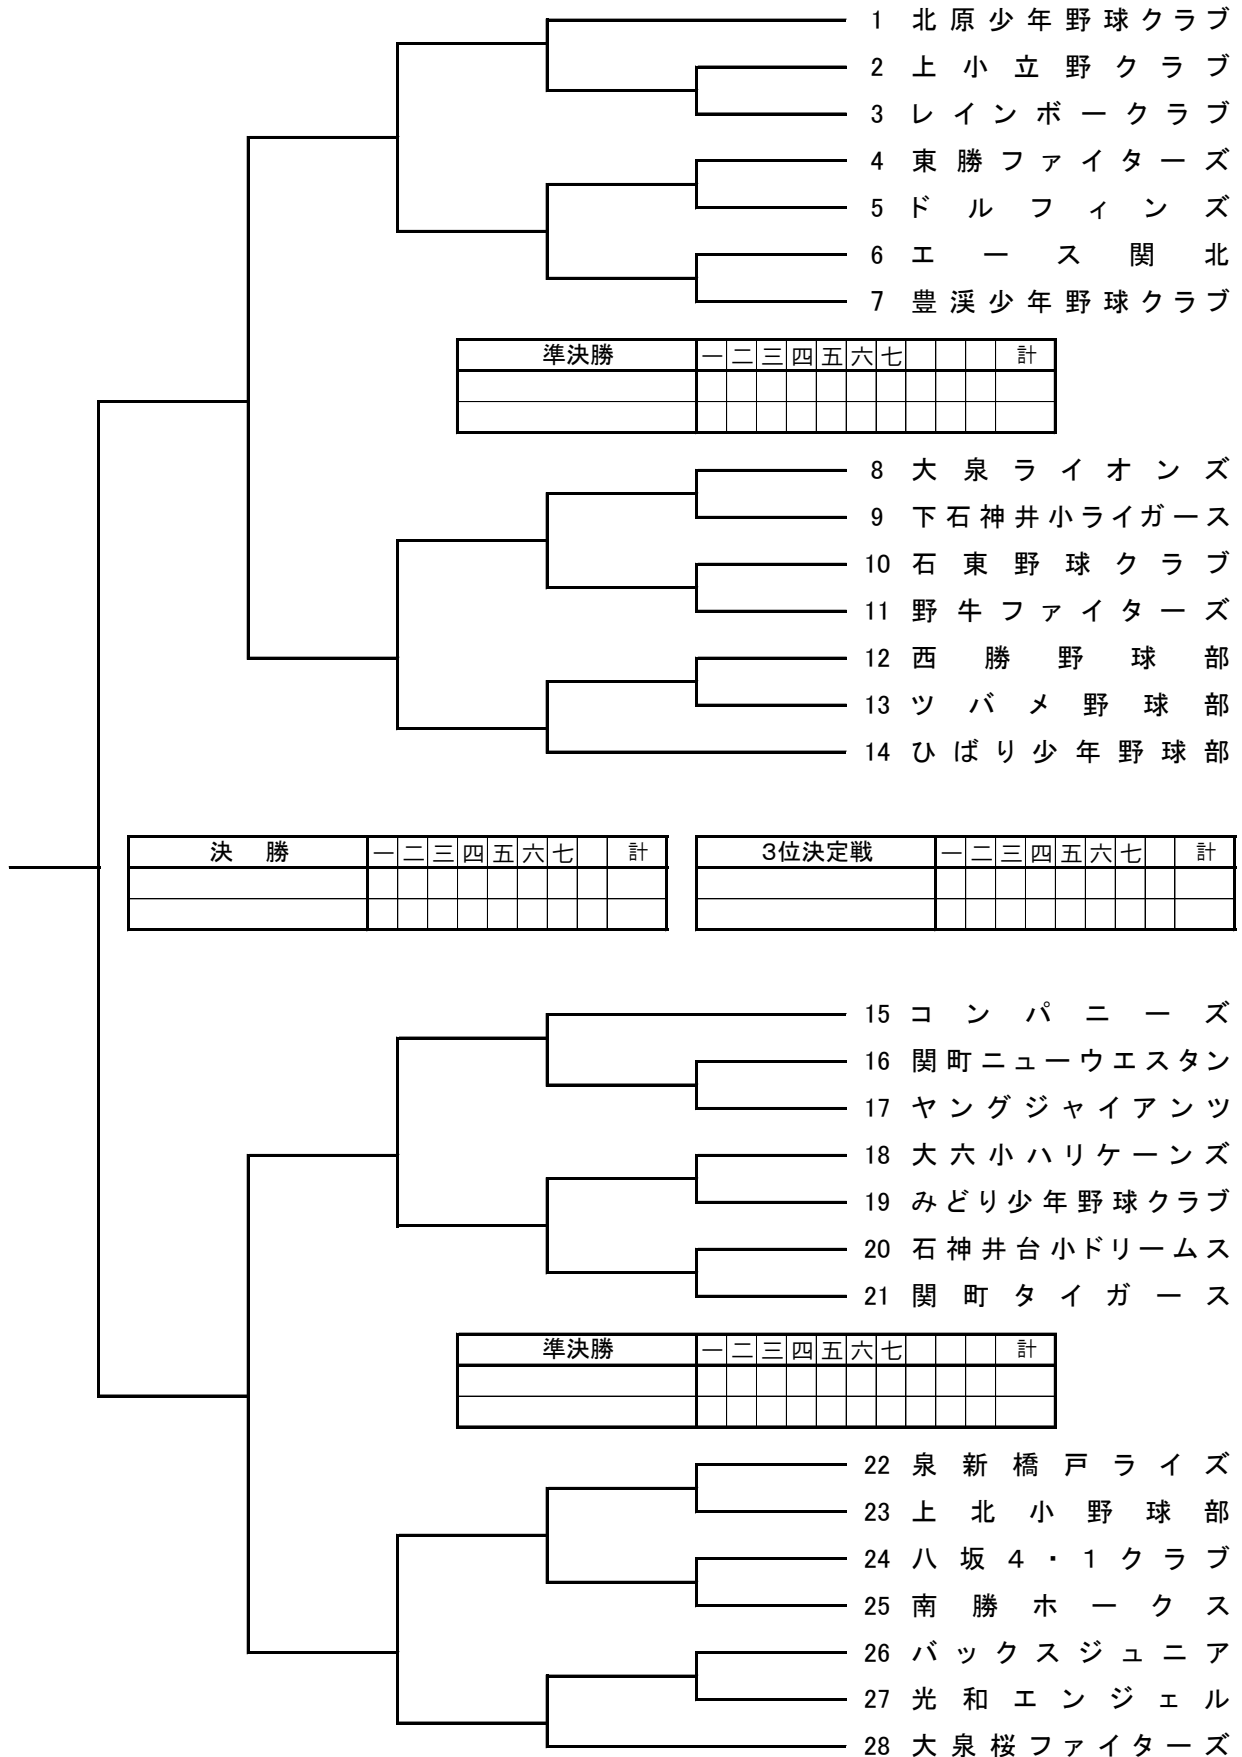 1 北原少年野球クラブ
2 上小立野クラブ
3 レインボークラブ
4 東勝ファイターズ
5 ドルフィンズ
6 エース関北
7 豊渓少年野球クラブ
準決勝 一 二 三 四 五 六 七 計
8 大泉ライオンズ
9 下石神井小ライガース
10 石東野球クラブ
11 野牛ファイターズ
12 西勝野球部
13 ツバメ野球部
14 ひばり少年野球部
決勝 一 二 三 四 五 六 七 計 3位決定戦 一 二 三 四 五 六 七 計
15 コンパニーズ
16 関町ニューウエスタン
17 ヤングジャイアンツ
18 大六小ハリケーンズ
19 みどり少年野球クラブ
20 石神井台小ドリームス
21 関町タイガース
準決勝 一 二 三 四 五 六 七 計
22 泉新橋戸ライズ
23 上北小野球部
24 八坂４・１クラブ
25 南勝ホークス
26 バックスジュニア
27 光和エンジェル
28 大泉桜ファイターズ